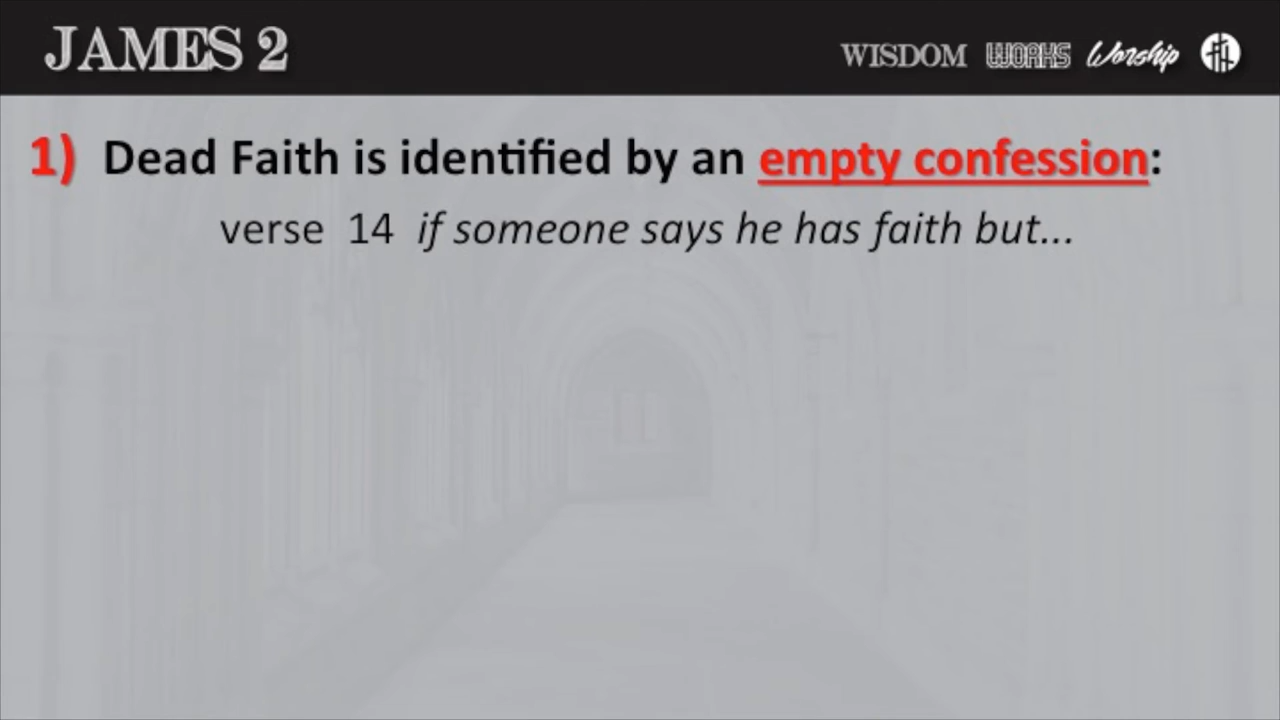 JAMES 2
WISDOM WORKS Worship
1) Dead Faith is identified by an empty confession:
verse 14 if someone says he has faith but...